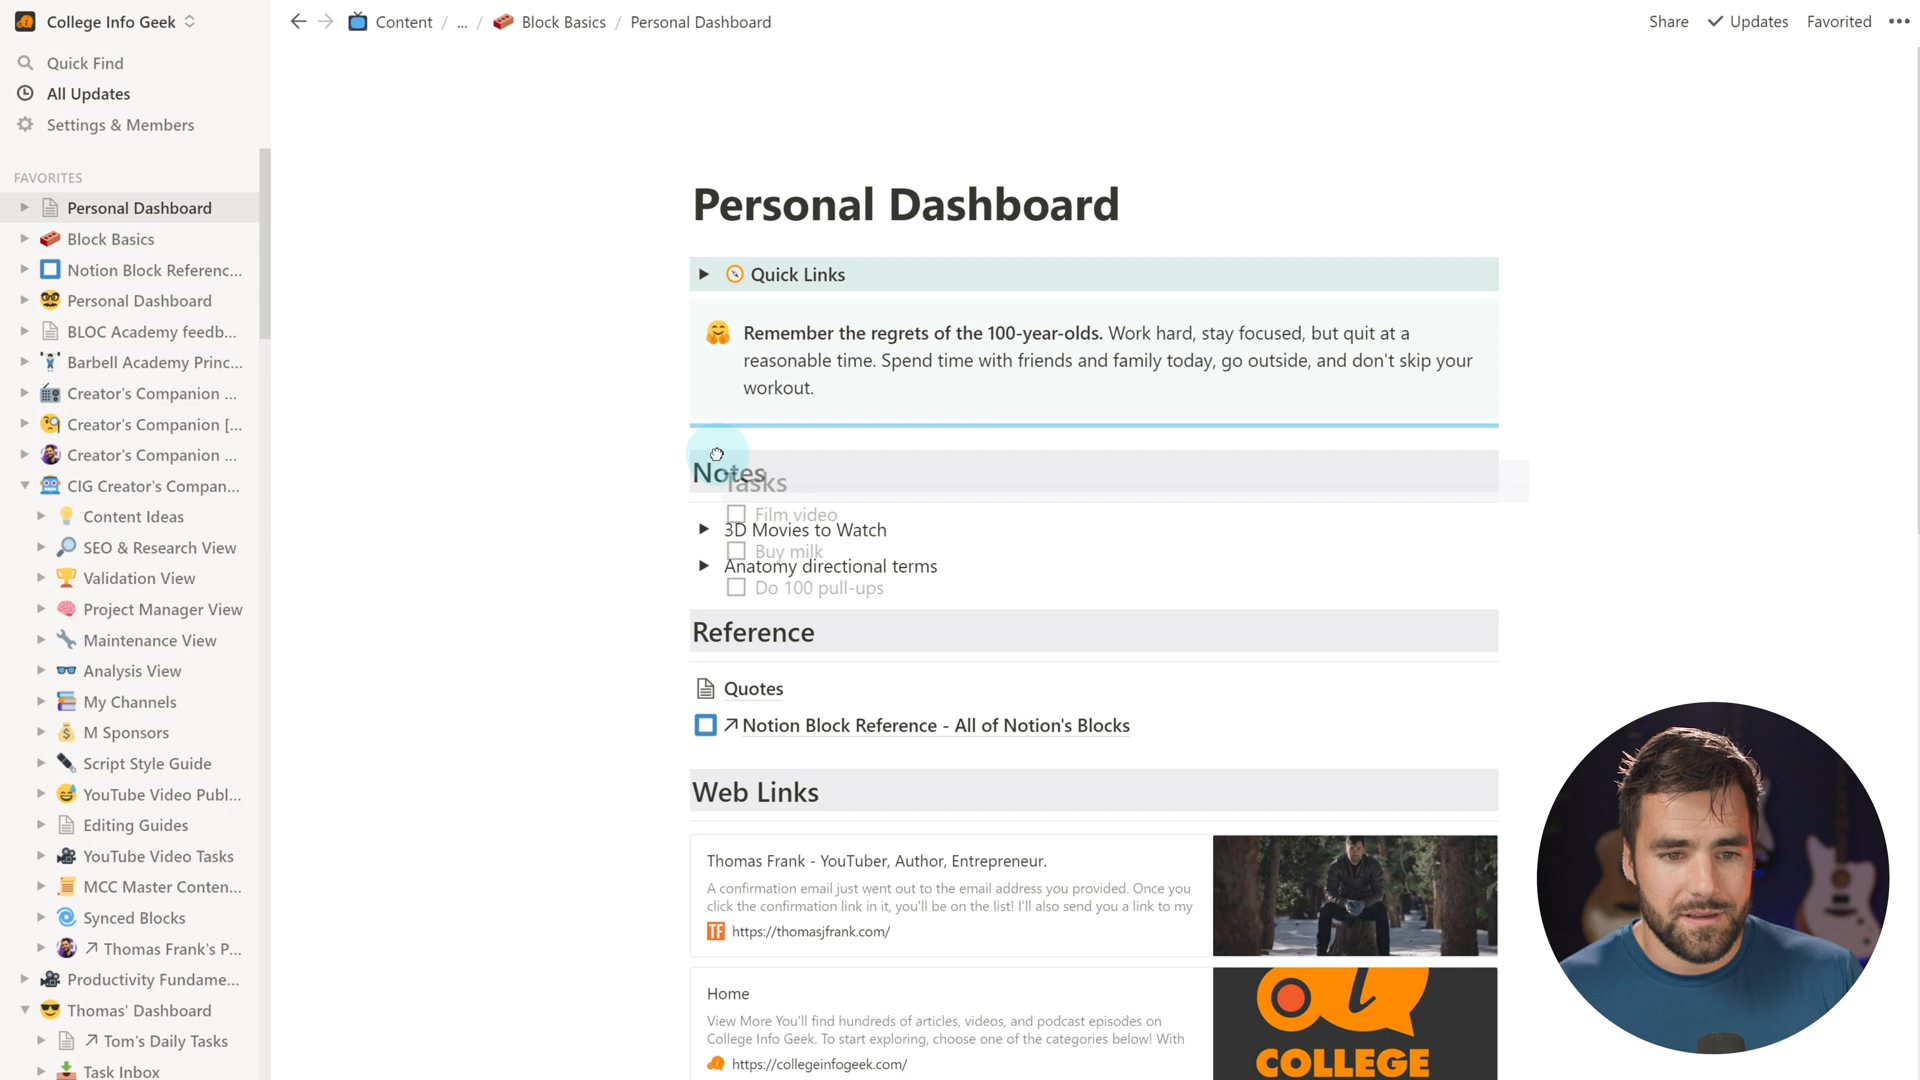 College Info Geek
Quick Find
All Updates
Settings & Members
FAVORITES
Personal Dashboard
Block Basics
Notion Block Referenc...
Personal Dashboard
BLOC Academy feedb...
Barbell Academy Princ...
Creator's Companion ...
Creator's Companion [...
Creator's Companion ...
CIG Creator's Compan...
Content Ideas
SEO & Research View
Validation View
Project Manager View
Maintenance View
Analysis View
My Channels
M Sponsors
Script Style Guide
YouTube Video Publ...
Editing Guides
YouTube Video Tasks
MCC Master Conten...
Synced Blocks
Thomas Frank's P...
Productivity Fundame...
Thomas' Dashboard
Tom's Daily Tasks
Task Inbox
Content / ... / Block Basics / Personal Dashboard
Share Updates Favorited
Personal Dashboard
Quick Links
Remember the regrets of the 100-year-olds. Work hard, stay focused, but quit at a
reasonable time. Spend time with friends and family today, go outside, and don't skip your
workout.
Notes
Tasks
Film video
3D Movies to Watch
Buy milk
Anatomy directional terms
Do 100 pull-ups
Reference
Quotes
Notion Block Reference - All of Notion's Blocks
Web Links
Thomas Frank - YouTuber, Author, Entrepreneur.
A confirmation email just went out to the email address you provided. Once you
click the confirmation link in it, you'll be on the list! I'll also send you a link to my
TF https://thomasjfrank.com/
Home
View More You'll find hundreds of articles, videos, and podcast episodes on
College Info Geek. To start exploring, choose one of the categories below! With
https://collegeinfogeek.com/
COLLEGE